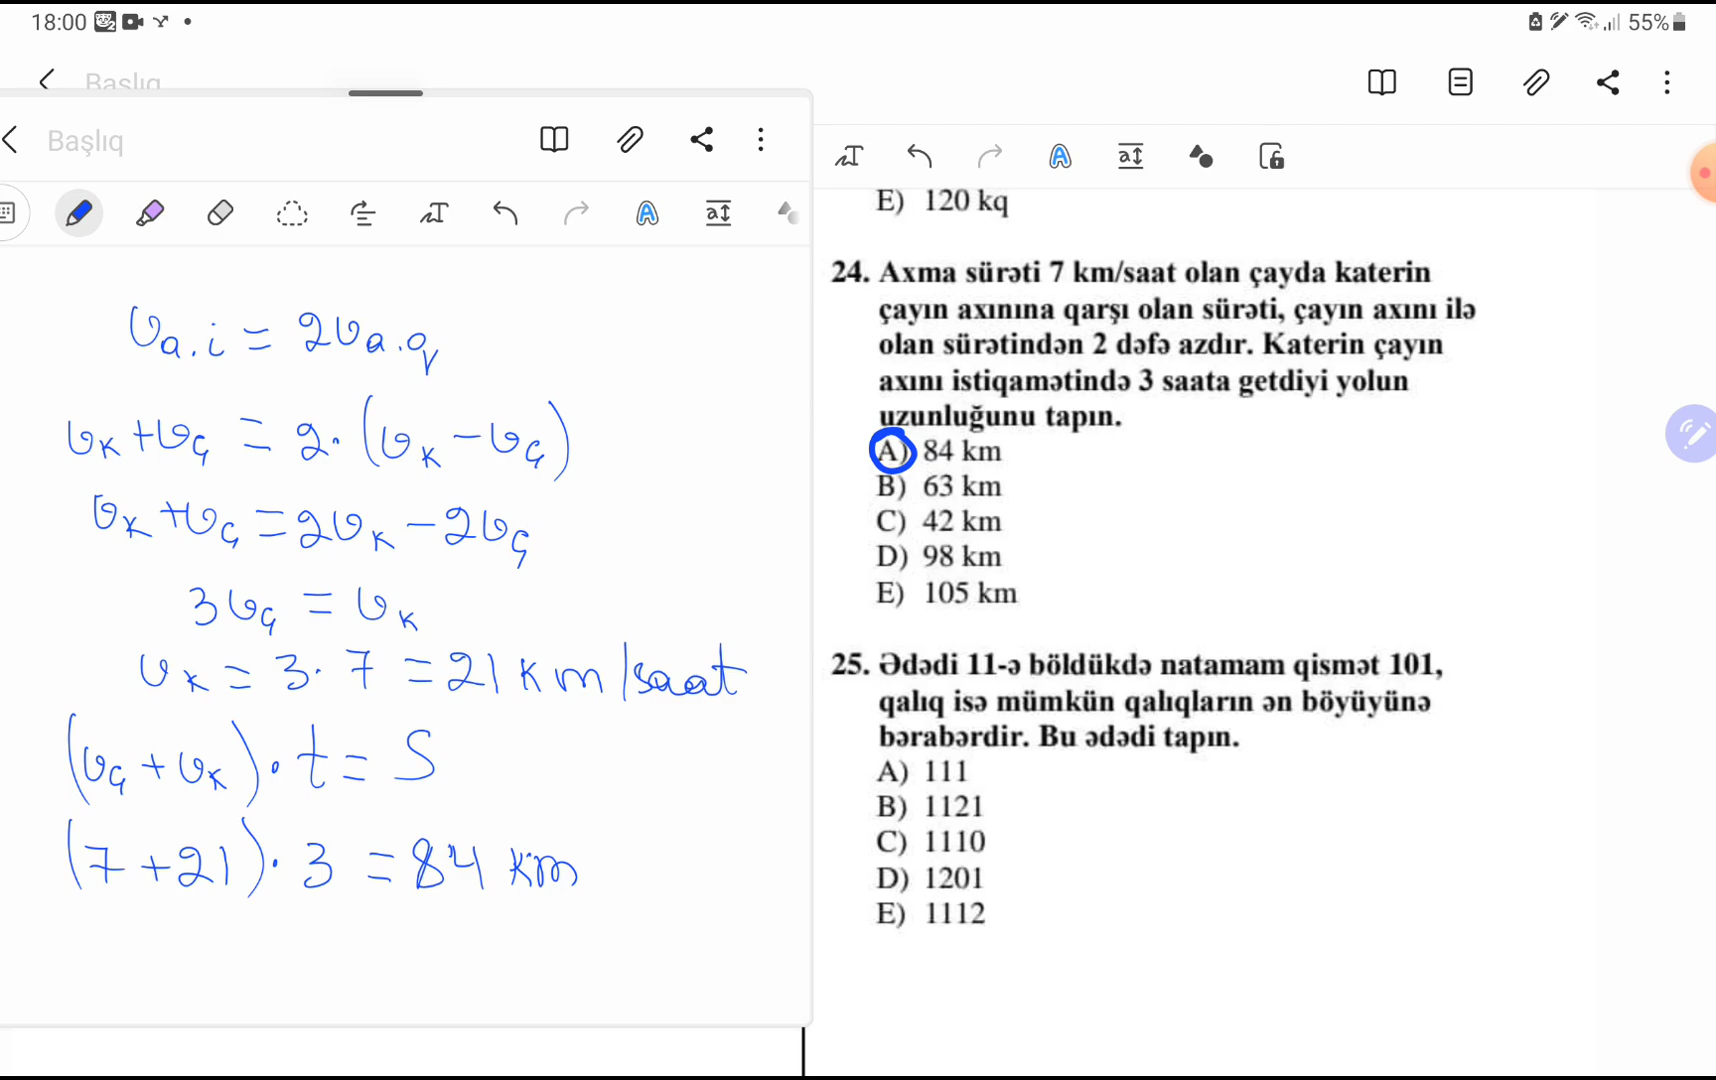 18:00
55%
Başlıq
Başlıq
υa.i = 2υa.q
υk + υç = 2·(υk − υç)
υk + υç = 2υk − 2υç
3υç = υk
υk = 3·7 = 21 km/saat
(υç + υk)·t = S
(7+21)·3 = 84 km
E) 120 kq
24. Axma sürəti 7 km/saat olan çayda katerin
çayın axınına qarşı olan sürəti, çayın axını ilə
olan sürətindən 2 dəfə azdır. Katerin çayın
axını istiqamətində 3 saata getdiyi yolun
uzunluğunu tapın.
A) 84 km
B) 63 km
C) 42 km
D) 98 km
E) 105 km
25. Ədədi 11-ə böldükdə natamam qismət 101,
qalıq isə mümkün qalıqların ən böyüyünə
bərabərdir. Bu ədədi tapın.
A) 111
B) 1121
C) 1110
D) 1201
E) 1112